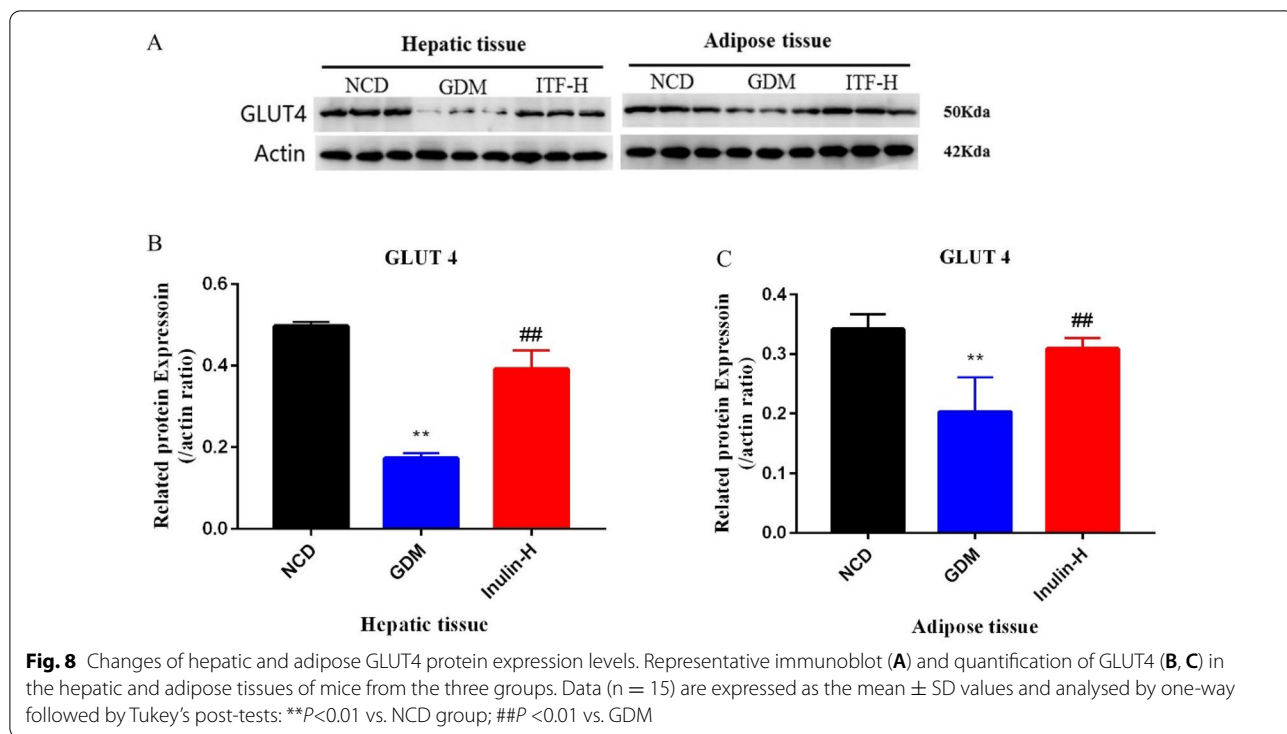 A
Hepatic tissue
Adipose tissue
NCD GDM ITF-H
NCD GDM ITF-H
GLUT4
50Kda
Actin
42Kda
B
GLUT 4
Related protein Expressoin
(/actin ratio)
0.6
0.4
0.2
0.0
**
##
NCD
GDM
Inulin-H
Hepatic tissue
C
GLUT 4
Related protein Expressoin
(/actin ratio)
0.4
0.3
0.2
0.1
0.0
**
##
NCD
GDM
Inulin-H
Adipose tissue
Fig. 8 Changes of hepatic and adipose GLUT4 protein expression levels. Representative immunoblot (A) and quantification of GLUT4 (B, C) in
the hepatic and adipose tissues of mice from the three groups. Data (n = 15) are expressed as the mean ± SD values and analysed by one-way
followed by Tukey's post-tests: **P<0.01 vs. NCD group; ##P <0.01 vs. GDM